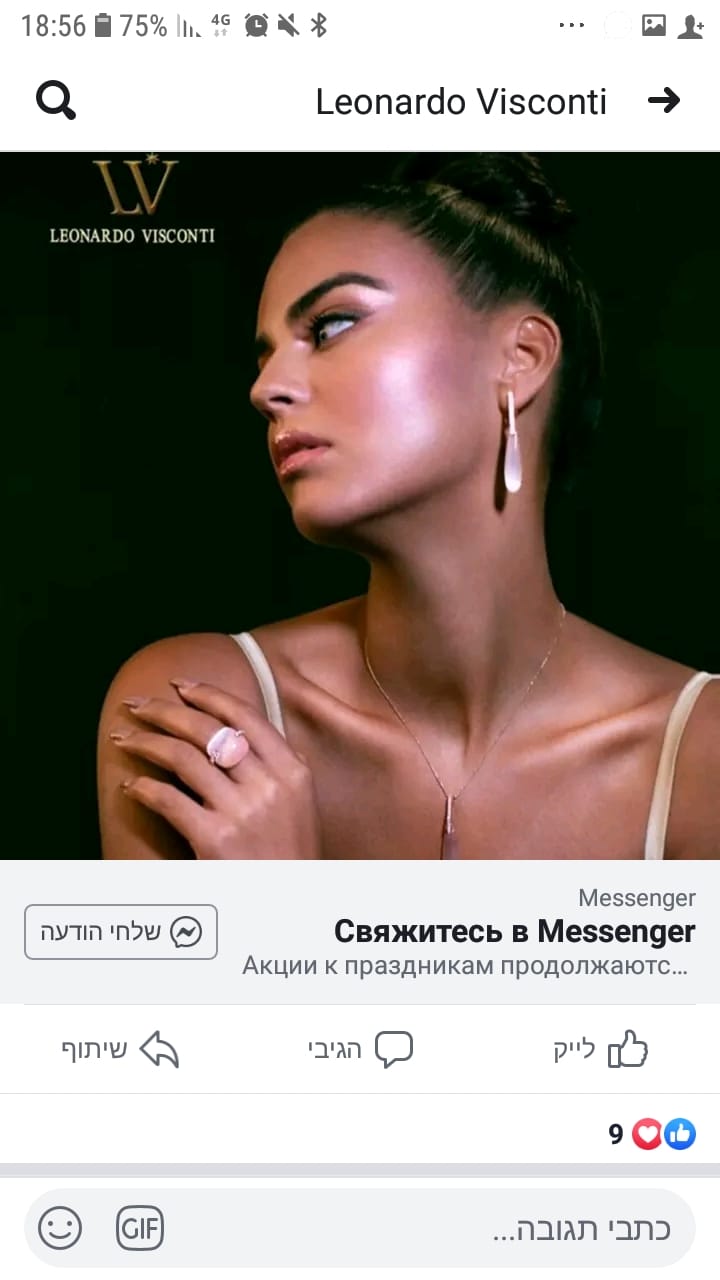 18:56 75% 4G
Leonardo Visconti
LV
LEONARDO VISCONTI
Messenger
Свяжитесь в Messenger
Акции к праздникам продолжаютс...
שלחי הודעה
לייק
הגיבי
שיתוף
9
כתבי תגובה...
GIF